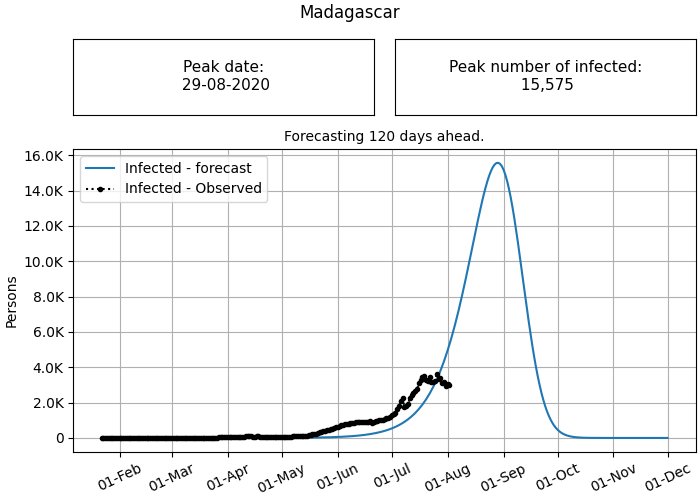 Madagascar
Peak date:
29-08-2020
Peak number of infected:
15,575
Forecasting 120 days ahead.
Infected - forecast
Infected - Observed
Persons
16.0K
14.0K
12.0K
10.0K
8.0K
6.0K
4.0K
2.0K
0
01-Feb
01-Mar
01-Apr
01-May
01-Jun
01-Jul
01-Aug
01-Sep
01-Oct
01-Nov
01-Dec